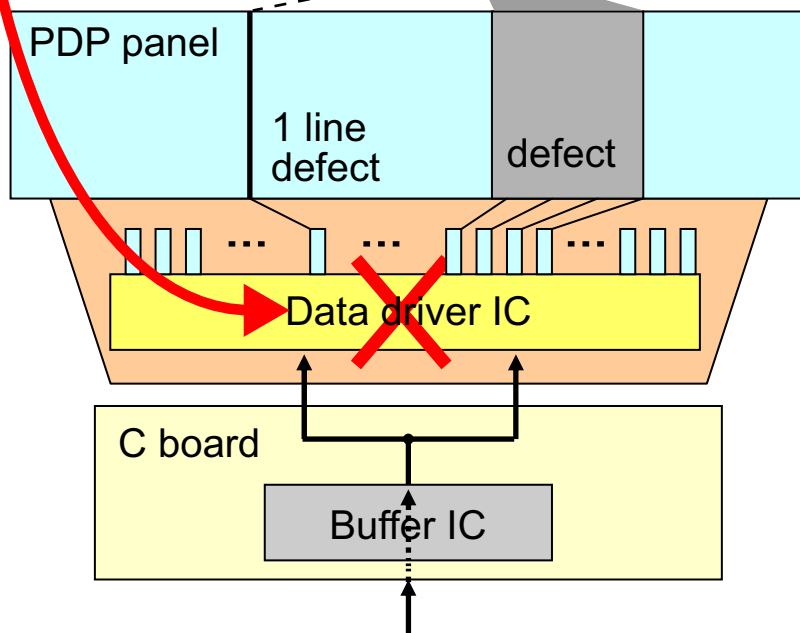 PDP panel
1 line
defect
defect
...
...
...
Data driver IC
C board
Buffer IC